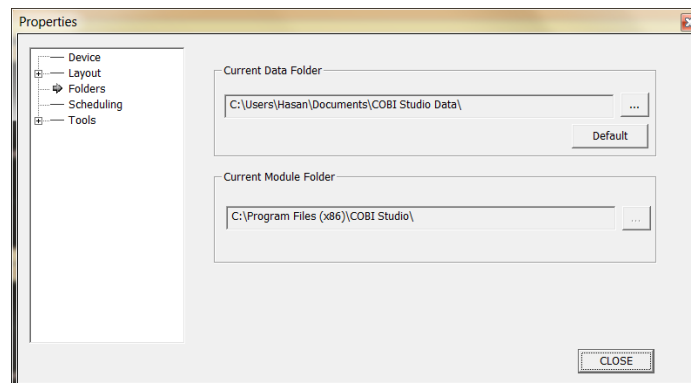 Properties
Device
Layout
Folders
Scheduling
Tools
Current Data Folder
C:\Users\Hasan\Documents\COBI Studio Data\
...
Default
Current Module Folder
C:\Program Files (x86)\COBI Studio\
...
CLOSE